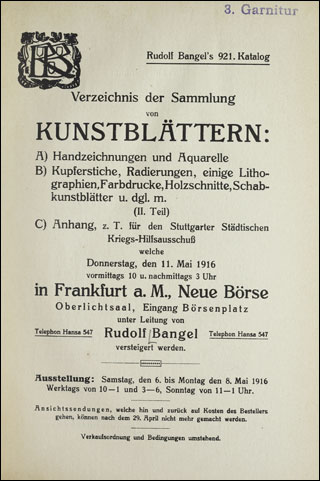 3. Garnitur
RB
Rudolf Bangel's 921. Katalog
Verzeichnis der Sammlung
von
KUNSTBLÄTTERN:
A) Handzeichnungen und Aquarelle
B) Kupferstiche, Radierungen, einige Litho-
graphien, Farbdrucke, Holzschnitte, Schab-
kunstblätter u. dgl. m.
(II. Teil)
C) Anhang, z. T. für den Stuttgarter Städtischen
Kriegs-Hilfsausschuß
welche
Donnerstag, den 11. Mai 1916
vormittags 10 u. nachmittags 3 Uhr
in Frankfurt a. M., Neue Börse
Oberlichtsaal, Eingang Börsenplatz
unter Leitung von
Telephon Hansa 547 Rudolf Bangel Telephon Hansa 547
versteigert werden.
Ausstellung: Samstag, den 6. bis Montag den 8. Mai 1916
Werktags von 10—1 und 3—6, Sonntag von 11—1 Uhr.
Ansichtssendungen, welche hin und zurück auf Kosten des Bestellers
gehen, können nach dem 29. April nicht mehr gemacht werden.
Verkaufsordnung und Bedingungen umstehend.